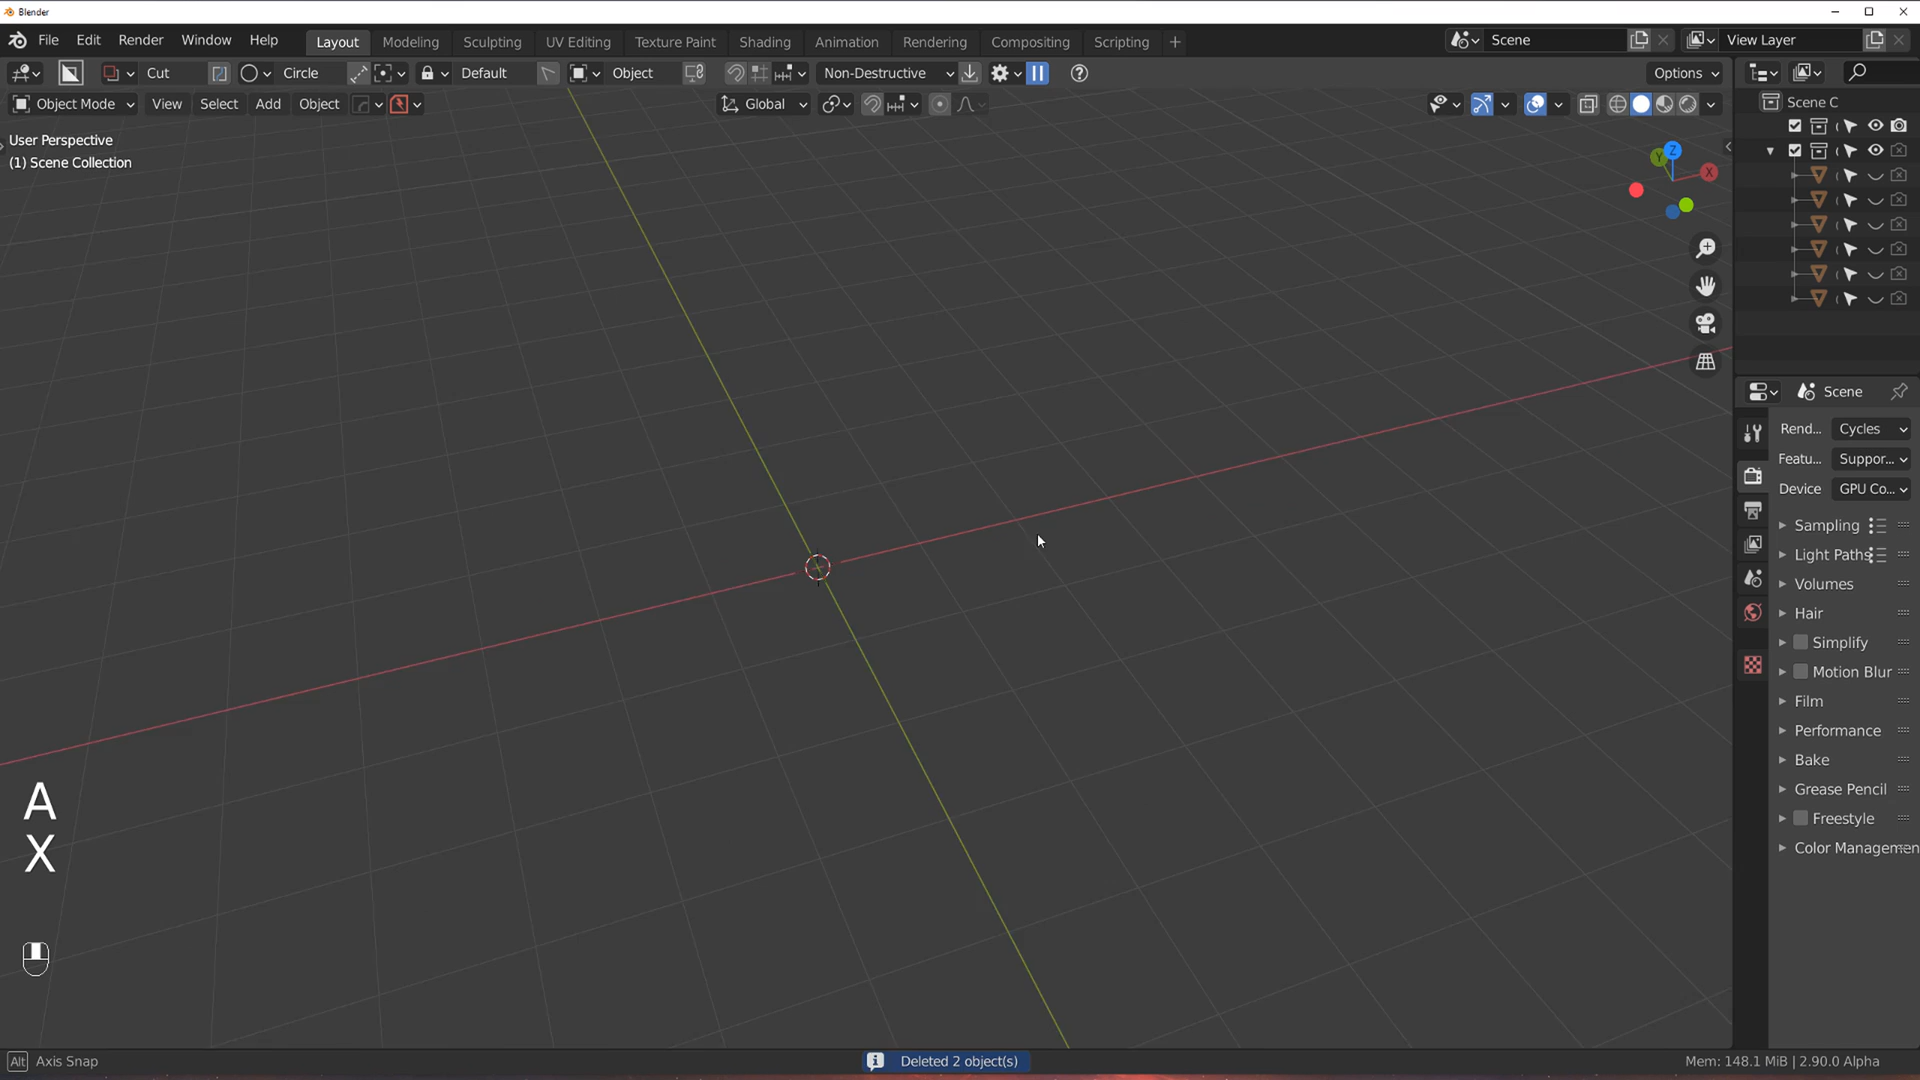 Blender
File Edit Render Window Help Layout Modeling Sculpting UV Editing Texture Paint Shading Animation Rendering Compositing Scripting + Scene View Layer
Cut Circle Default Object Non-Destructive Options
Object Mode View Select Add Object Global Scene C
User Perspective
(1) Scene Collection
Z
Y
X
Scene
Rend... Cycles
Featu... Suppor...
Device GPU Co...
Sampling
Light Paths
Volumes
Hair
Simplify
Motion Blur
Film
Performance
Bake
Grease Pencil
Freestyle
Color Managemen
A
X
Alt Axis Snap Deleted 2 object(s) Mem: 148.1 MiB | 2.90.0 Alpha